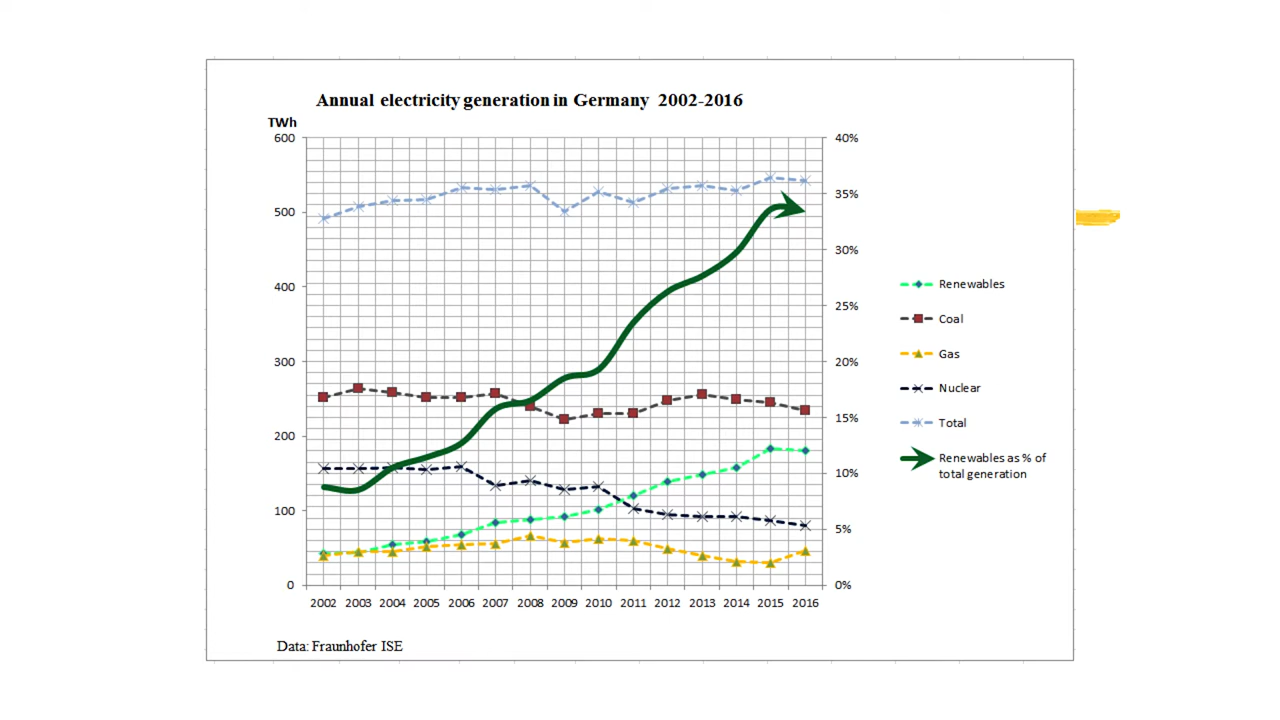 Annual electricity generation in Germany 2002-2016
TWh
600
500
400
300
200
100
0
40%
35%
30%
25%
20%
15%
10%
5%
0%
2002 2003 2004 2005 2006 2007 2008 2009 2010 2011 2012 2013 2014 2015 2016
Renewables
Coal
Gas
Nuclear
Total
Renewables as % of
total generation
Data: Fraunhofer ISE